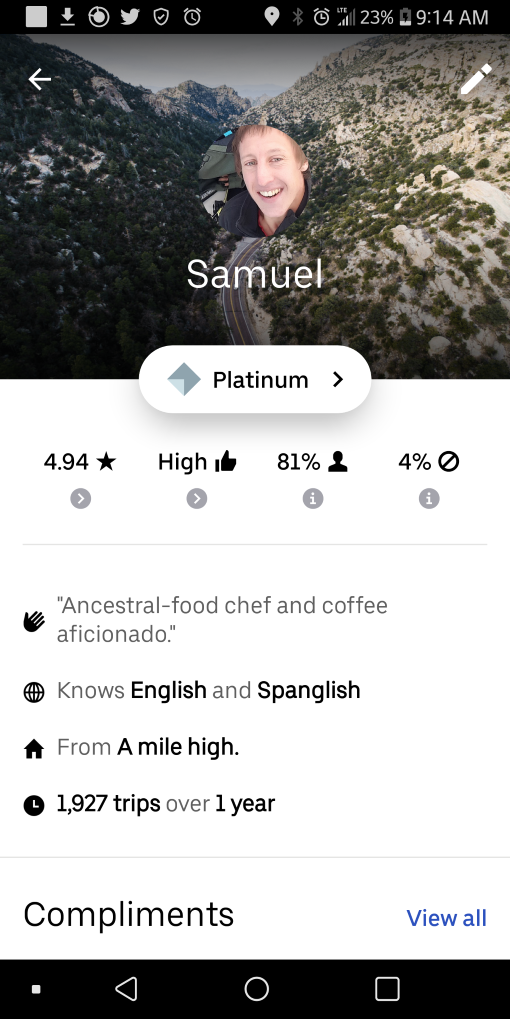 LTE 23% 9:14 AM
Samuel
Platinum
4.94 High 81% 4%
"Ancestral-food chef and coffee
aficionado."
Knows English and Spanglish
From A mile high.
1,927 trips over 1 year
Compliments View all